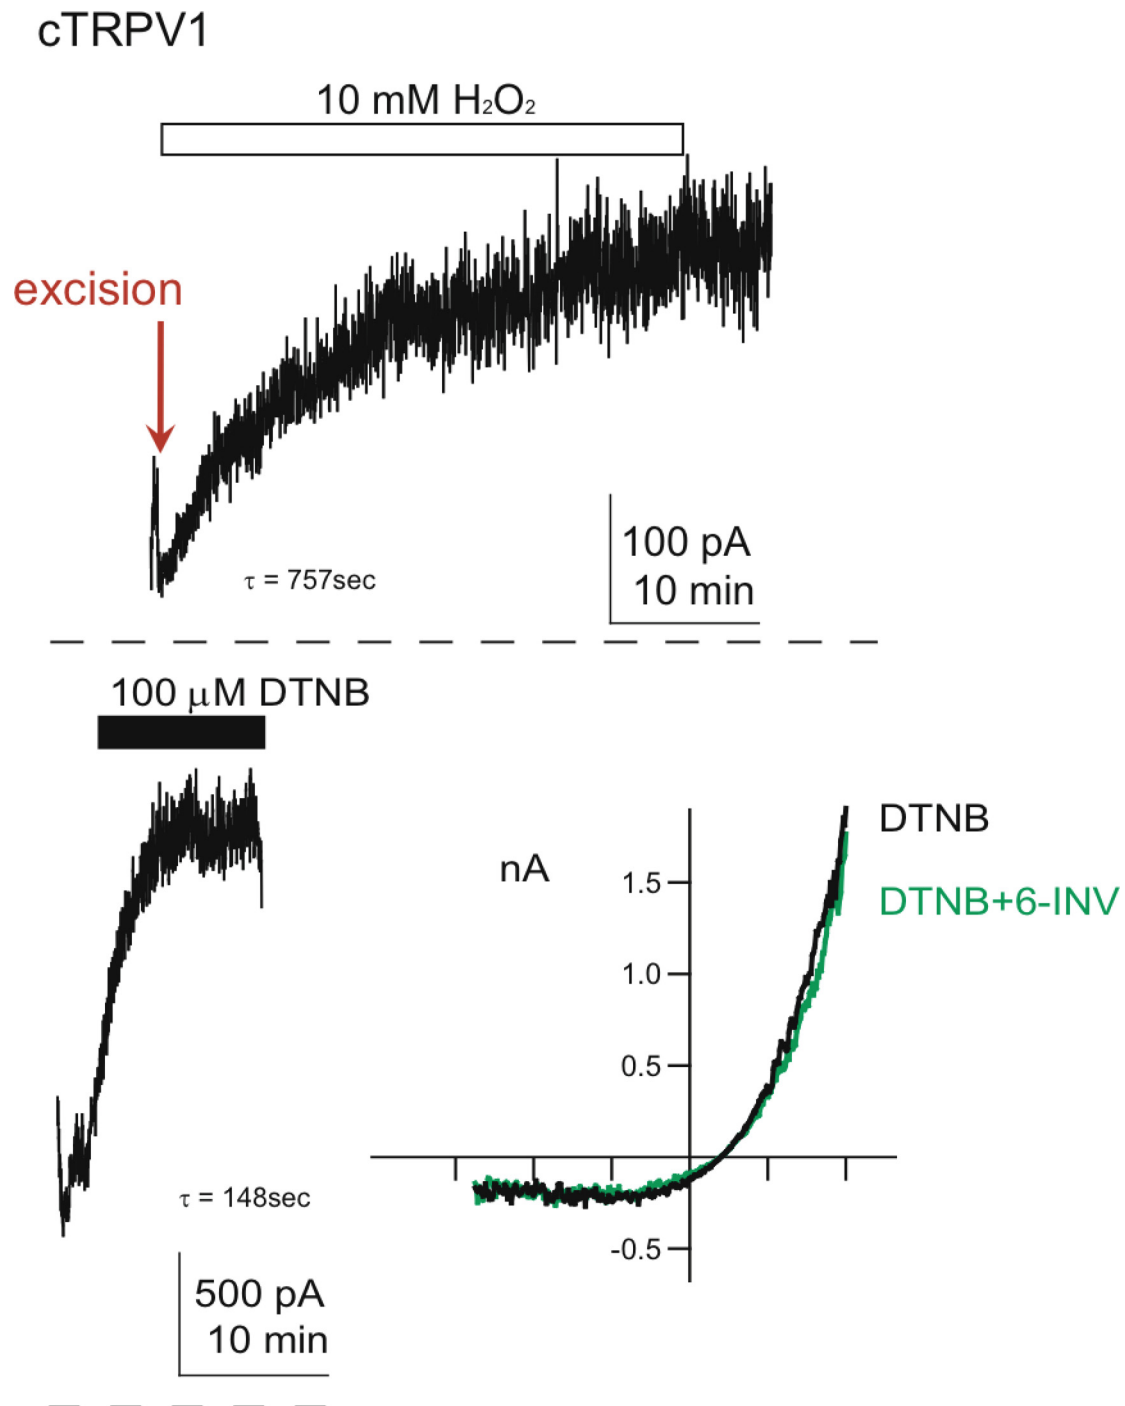 cTRPV1
10 mM H₂O₂
excision
τ = 757sec
100 pA
10 min
100 μM DTNB
τ = 148sec
500 pA
10 min
nA
1.5
1.0
0.5
-0.5
DTNB
DTNB+6-INV